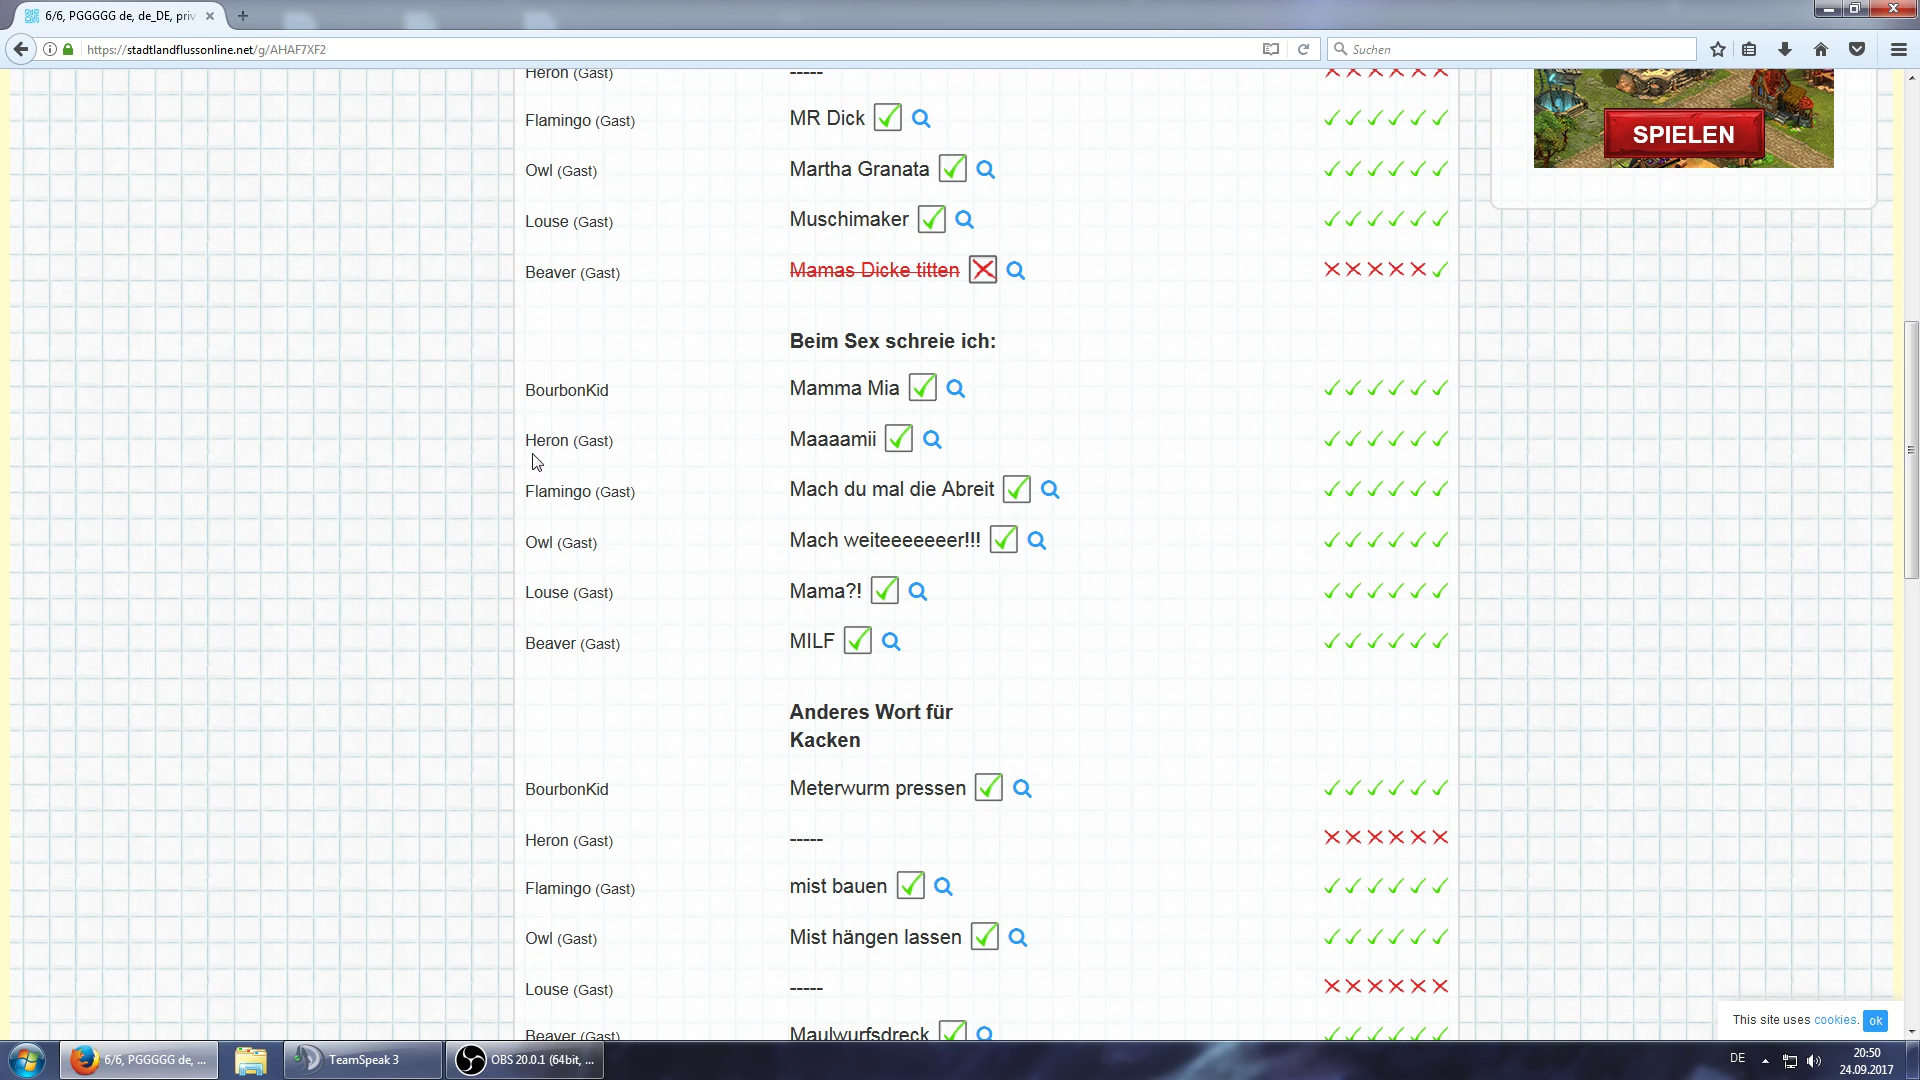 6/6, PGGGGG de, de_DE, priv
https://stadtlandflussonline.net/g/AHAF7XF2
Suchen
Heron (Gast) -----
Flamingo (Gast) MR Dick
SPIELEN
Owl (Gast) Martha Granata
Louse (Gast) Muschimaker
Beaver (Gast) Mamas Dicke titten
Beim Sex schreie ich:
BourbonKid Mamma Mia
Heron (Gast) Maaaamii
Flamingo (Gast) Mach du mal die Abreit
Owl (Gast) Mach weiteeeeeeer!!!
Louse (Gast) Mama?!
Beaver (Gast) MILF
Anderes Wort für
Kacken
BourbonKid Meterwurm pressen
Heron (Gast) -----
Flamingo (Gast) mist bauen
Owl (Gast) Mist hängen lassen
Louse (Gast) -----
Beaver (Gast) Maulwurfsdreck
This site uses cookies. ok
6/6, PGGGGG de, ...
TeamSpeak 3
OBS 20.0.1 (64bit, ...
DE
20:50
24.09.2017